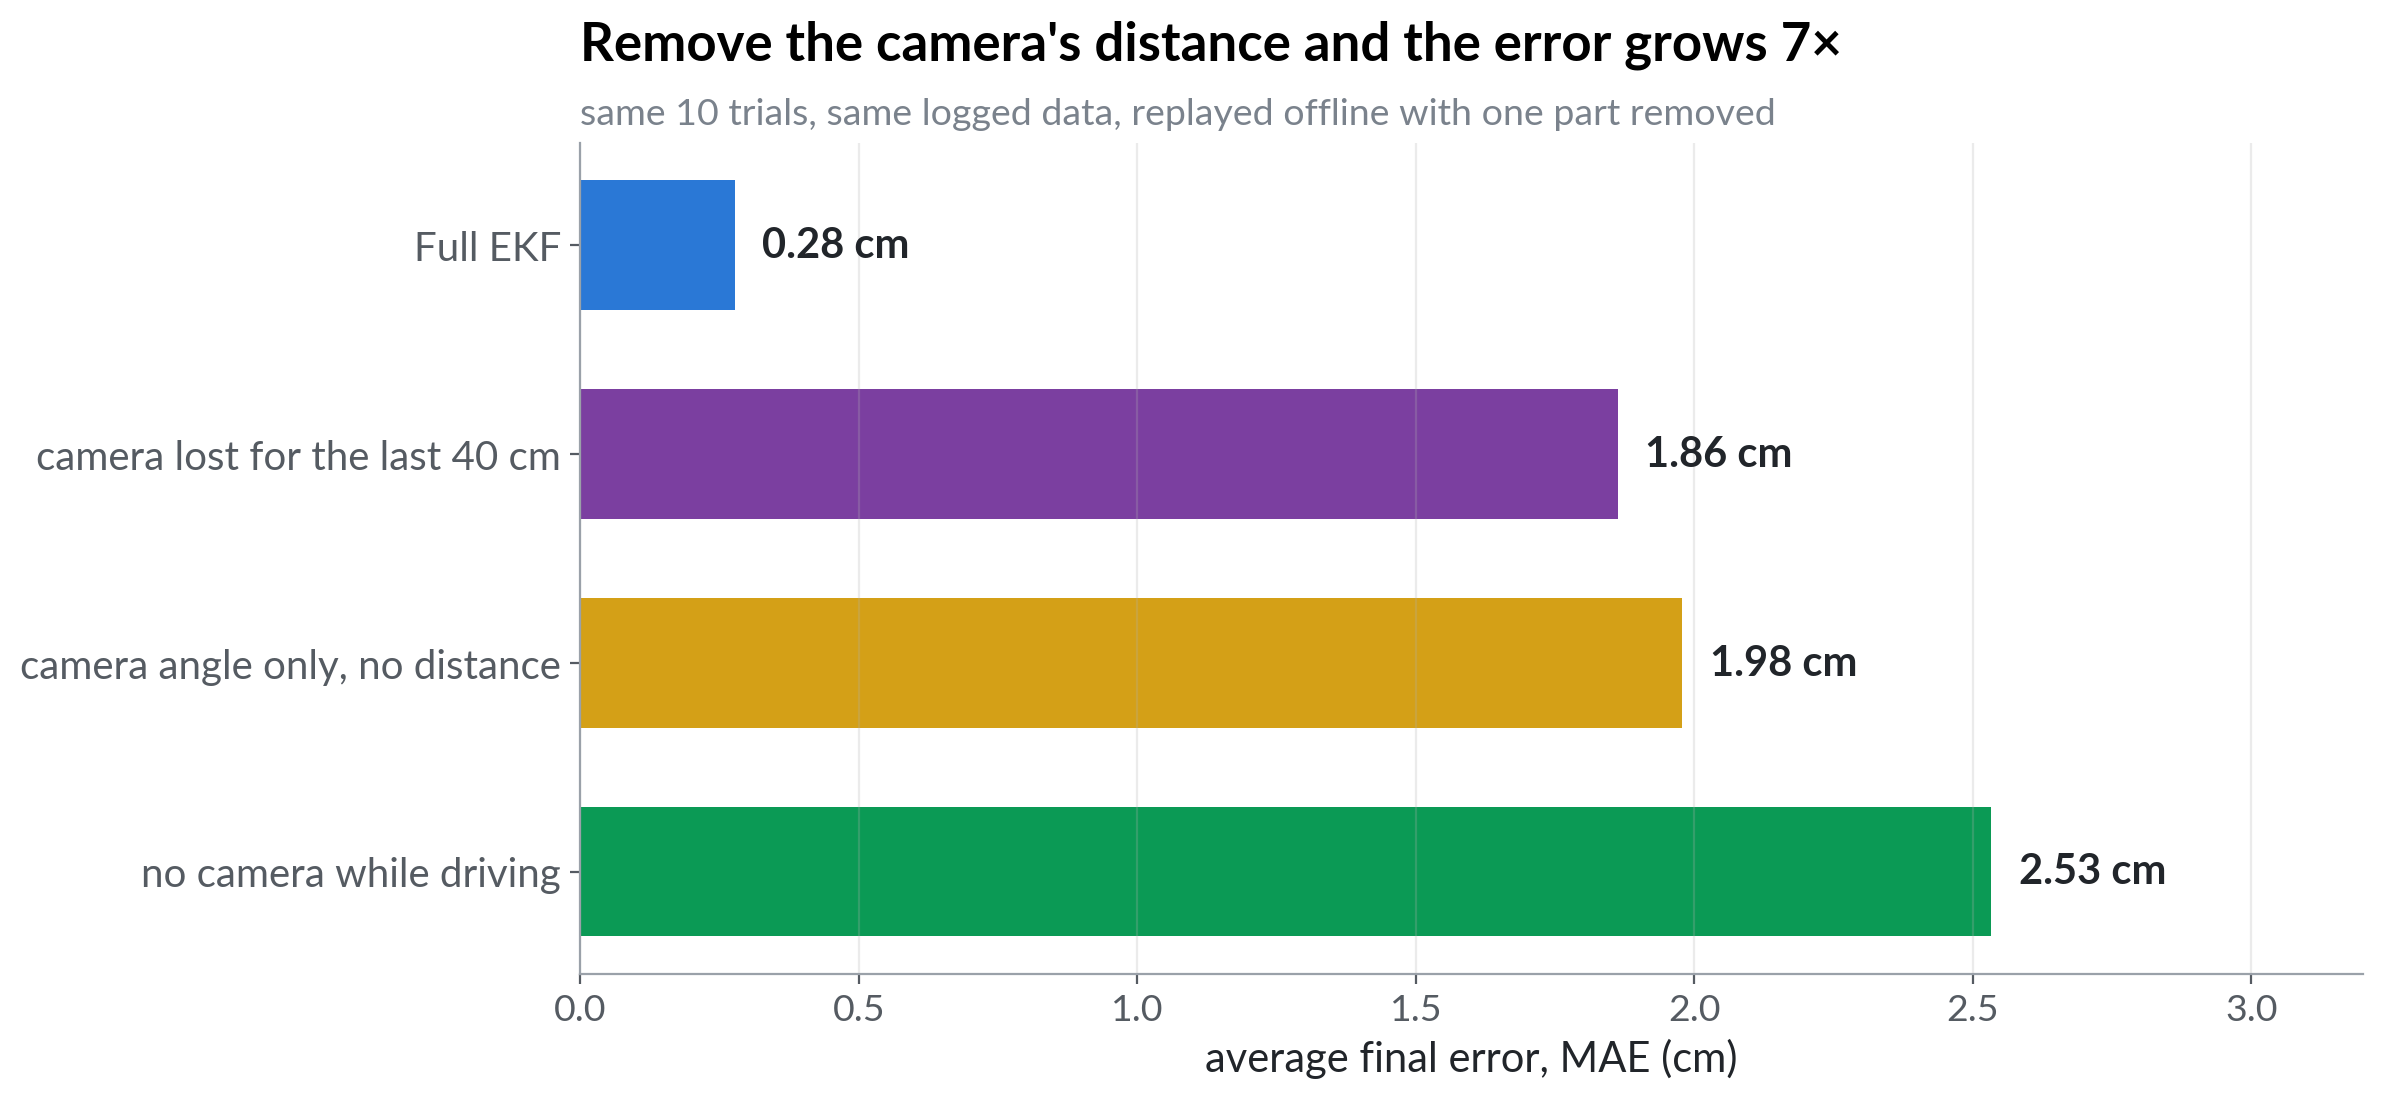 Remove the camera's distance and the error grows 7×
same 10 trials, same logged data, replayed offline with one part removed
Full EKF
0.28 cm
camera lost for the last 40 cm
1.86 cm
camera angle only, no distance
1.98 cm
no camera while driving
2.53 cm
0.0 0.5 1.0 1.5 2.0 2.5 3.0
average final error, MAE (cm)